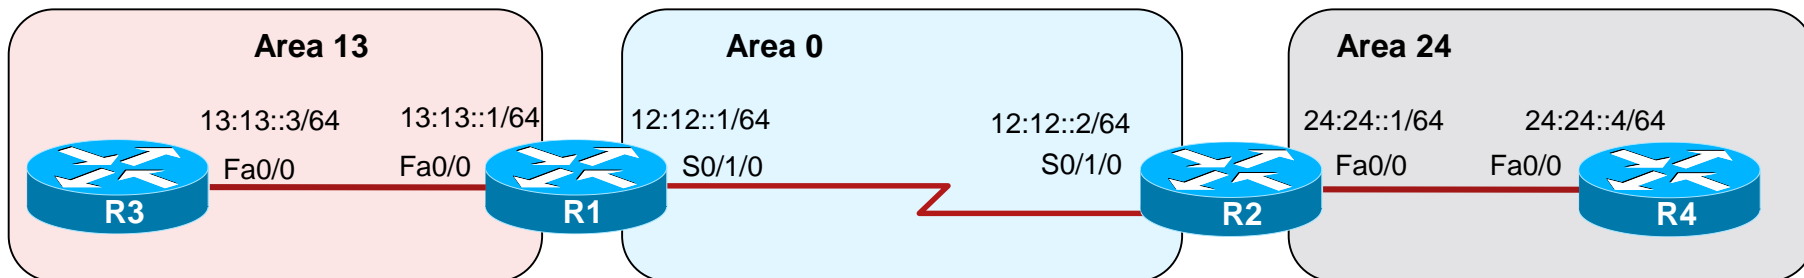 Area 13
Area 0
Area 24
13:13::3/64
13:13::1/64
12:12::1/64
12:12::2/64
24:24::1/64
24:24::4/64
Fa0/0
Fa0/0
S0/1/0
S0/1/0
Fa0/0
Fa0/0
R3
R1
R2
R4